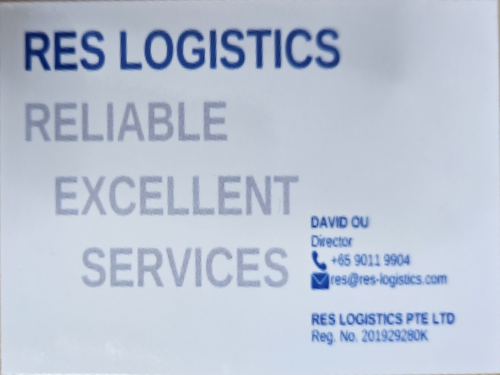 RES LOGISTICS
RELIABLE
EXCELLENT
SERVICES
DAVID OU
Director
+65 9011 9904
res@res-logistics.com
RES LOGISTICS PTE LTD
Reg. No. 201929280K